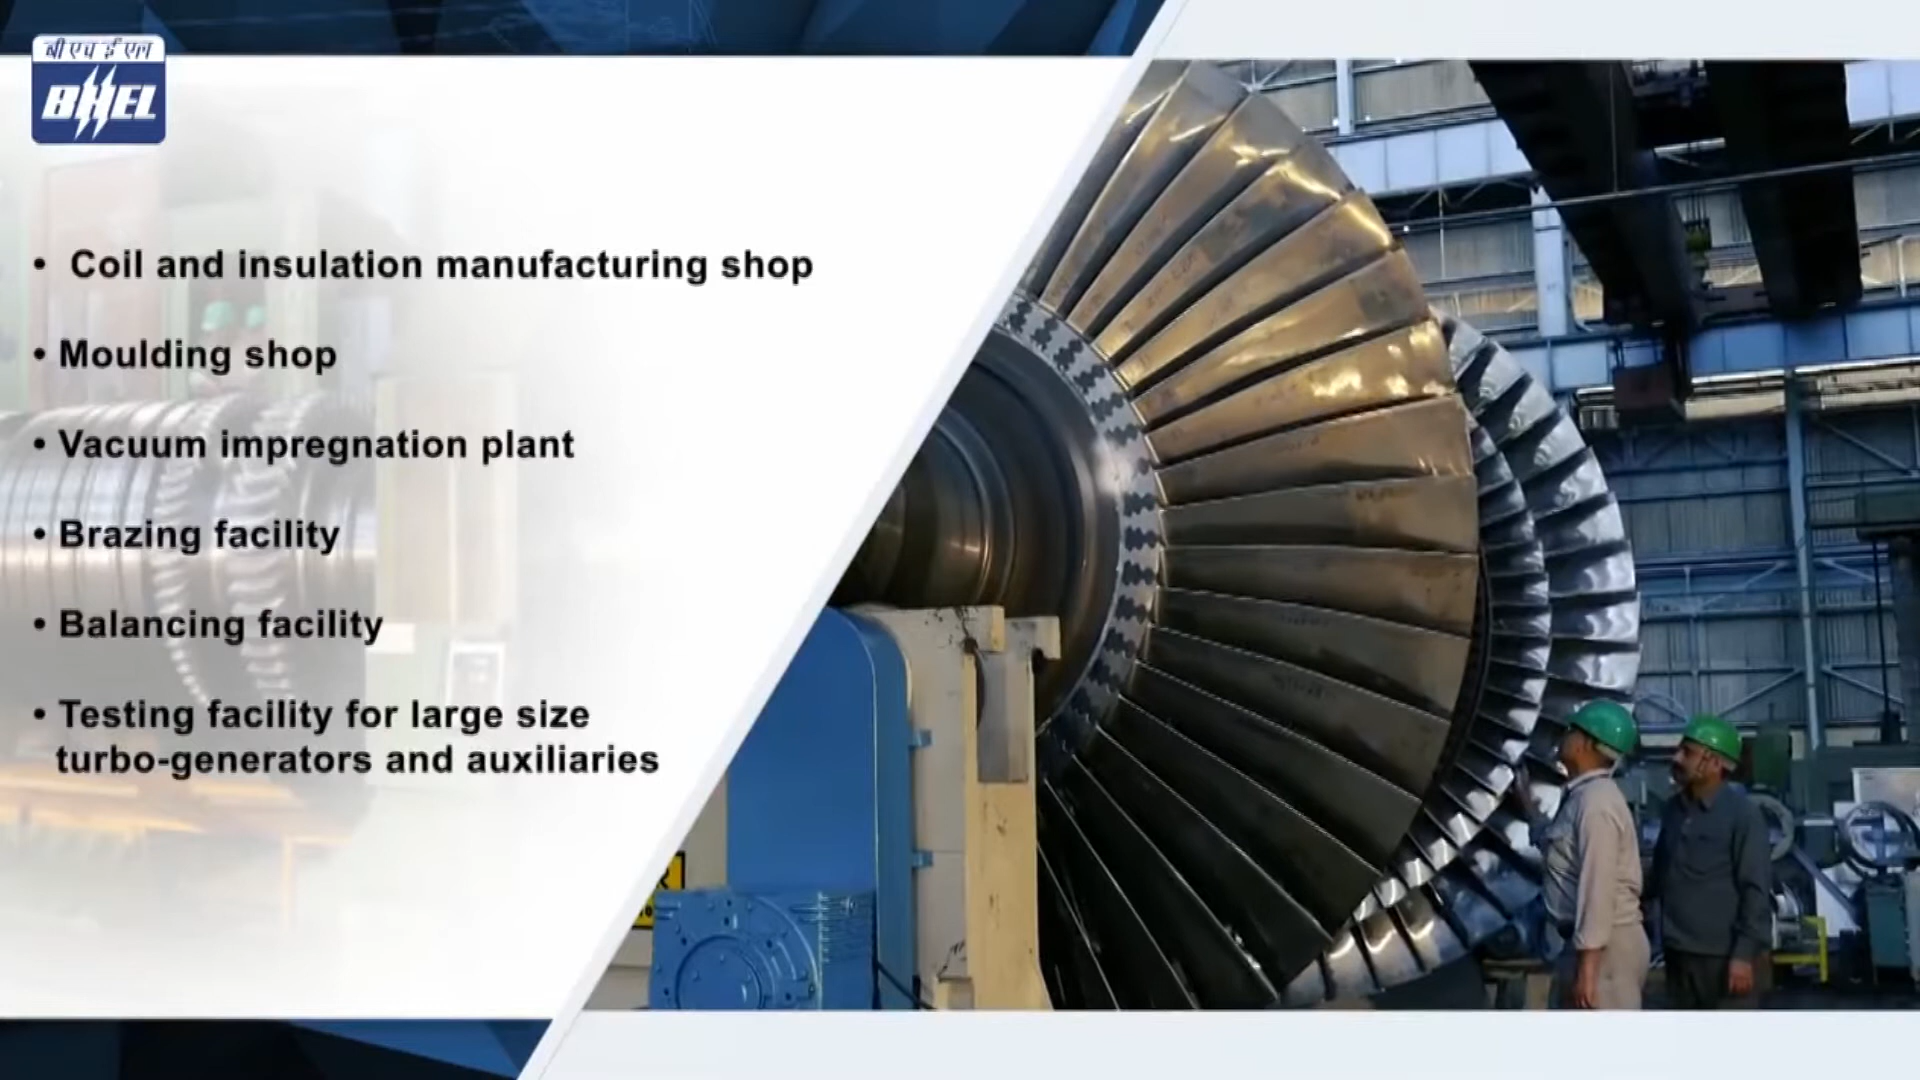 बी एच ई एल
BHEL
• Coil and insulation manufacturing shop
• Moulding shop
• Vacuum impregnation plant
• Brazing facility
• Balancing facility
• Testing facility for large size
turbo-generators and auxiliaries